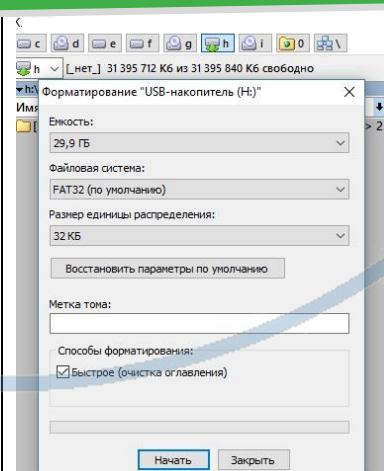 c d e f g h i 0 \
h [_нет_] 31 395 712 Кб из 31 395 840 Кб свободно
h:\
Имя
Форматирование "USB-накопитель (H:)"
Емкость:
29,9 ГБ
Файловая система:
FAT32 (по умолчанию)
Размер единицы распределения:
32 КБ
Восстановить параметры по умолчанию
Метка тома:
Способы форматирования:
Быстрое (очистка оглавления)
Начать Закрыть